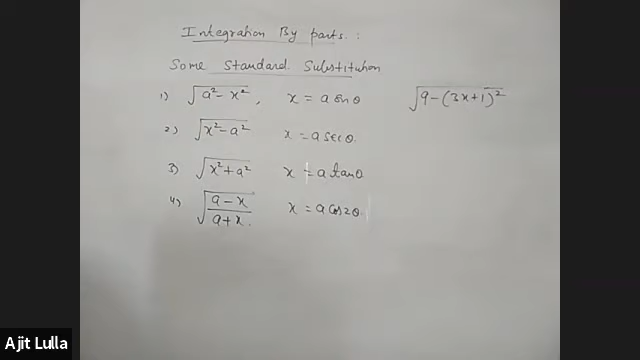 Integration By parts :
Some Standard Substitution
1) √(a² - x²) , x = a sinθ √(9 - (3x+1)²)
2) √(x² - a²) x = a secθ.
3) √(x² + a²) x = a tanθ
4) √((a - x)/(a + x)) x = a cos2θ.
Ajit Lulla